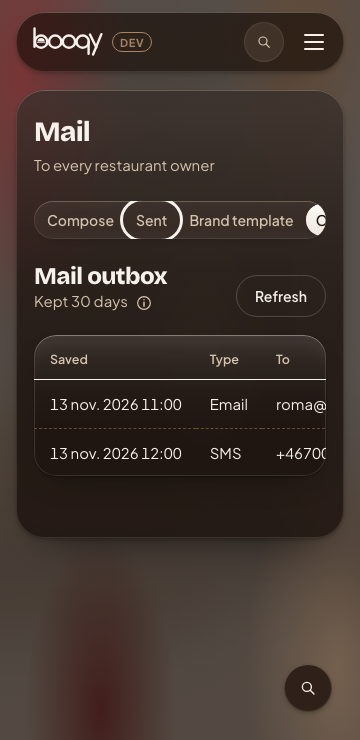 booqy DEV
Mail
To every restaurant owner
Compose Sent Brand template
Mail outbox
Kept 30 days
Refresh
Saved Type To
13 nov. 2026 11:00 Email roma@
13 nov. 2026 12:00 SMS +46700